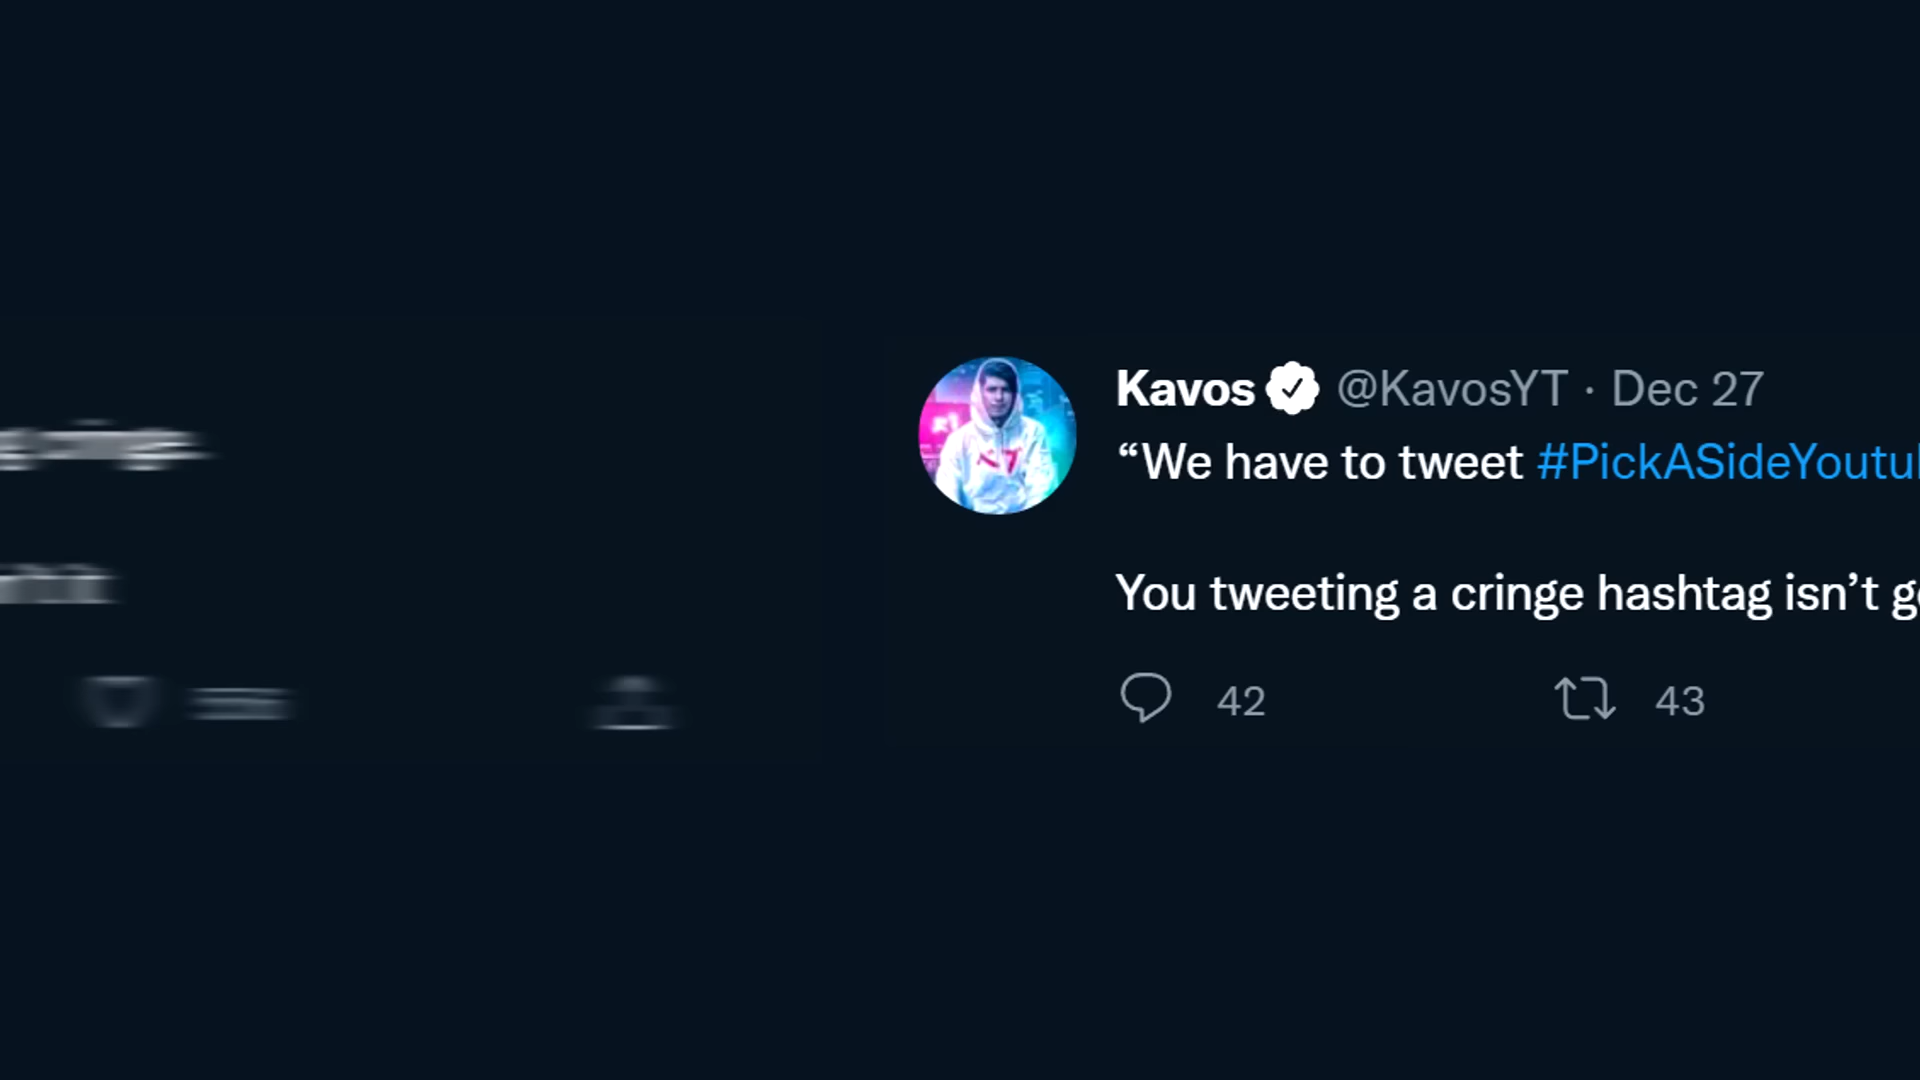 Kavos @KavosYT · Dec 27
“We have to tweet #PickASideYoutu
You tweeting a cringe hashtag isn’t g
42 43